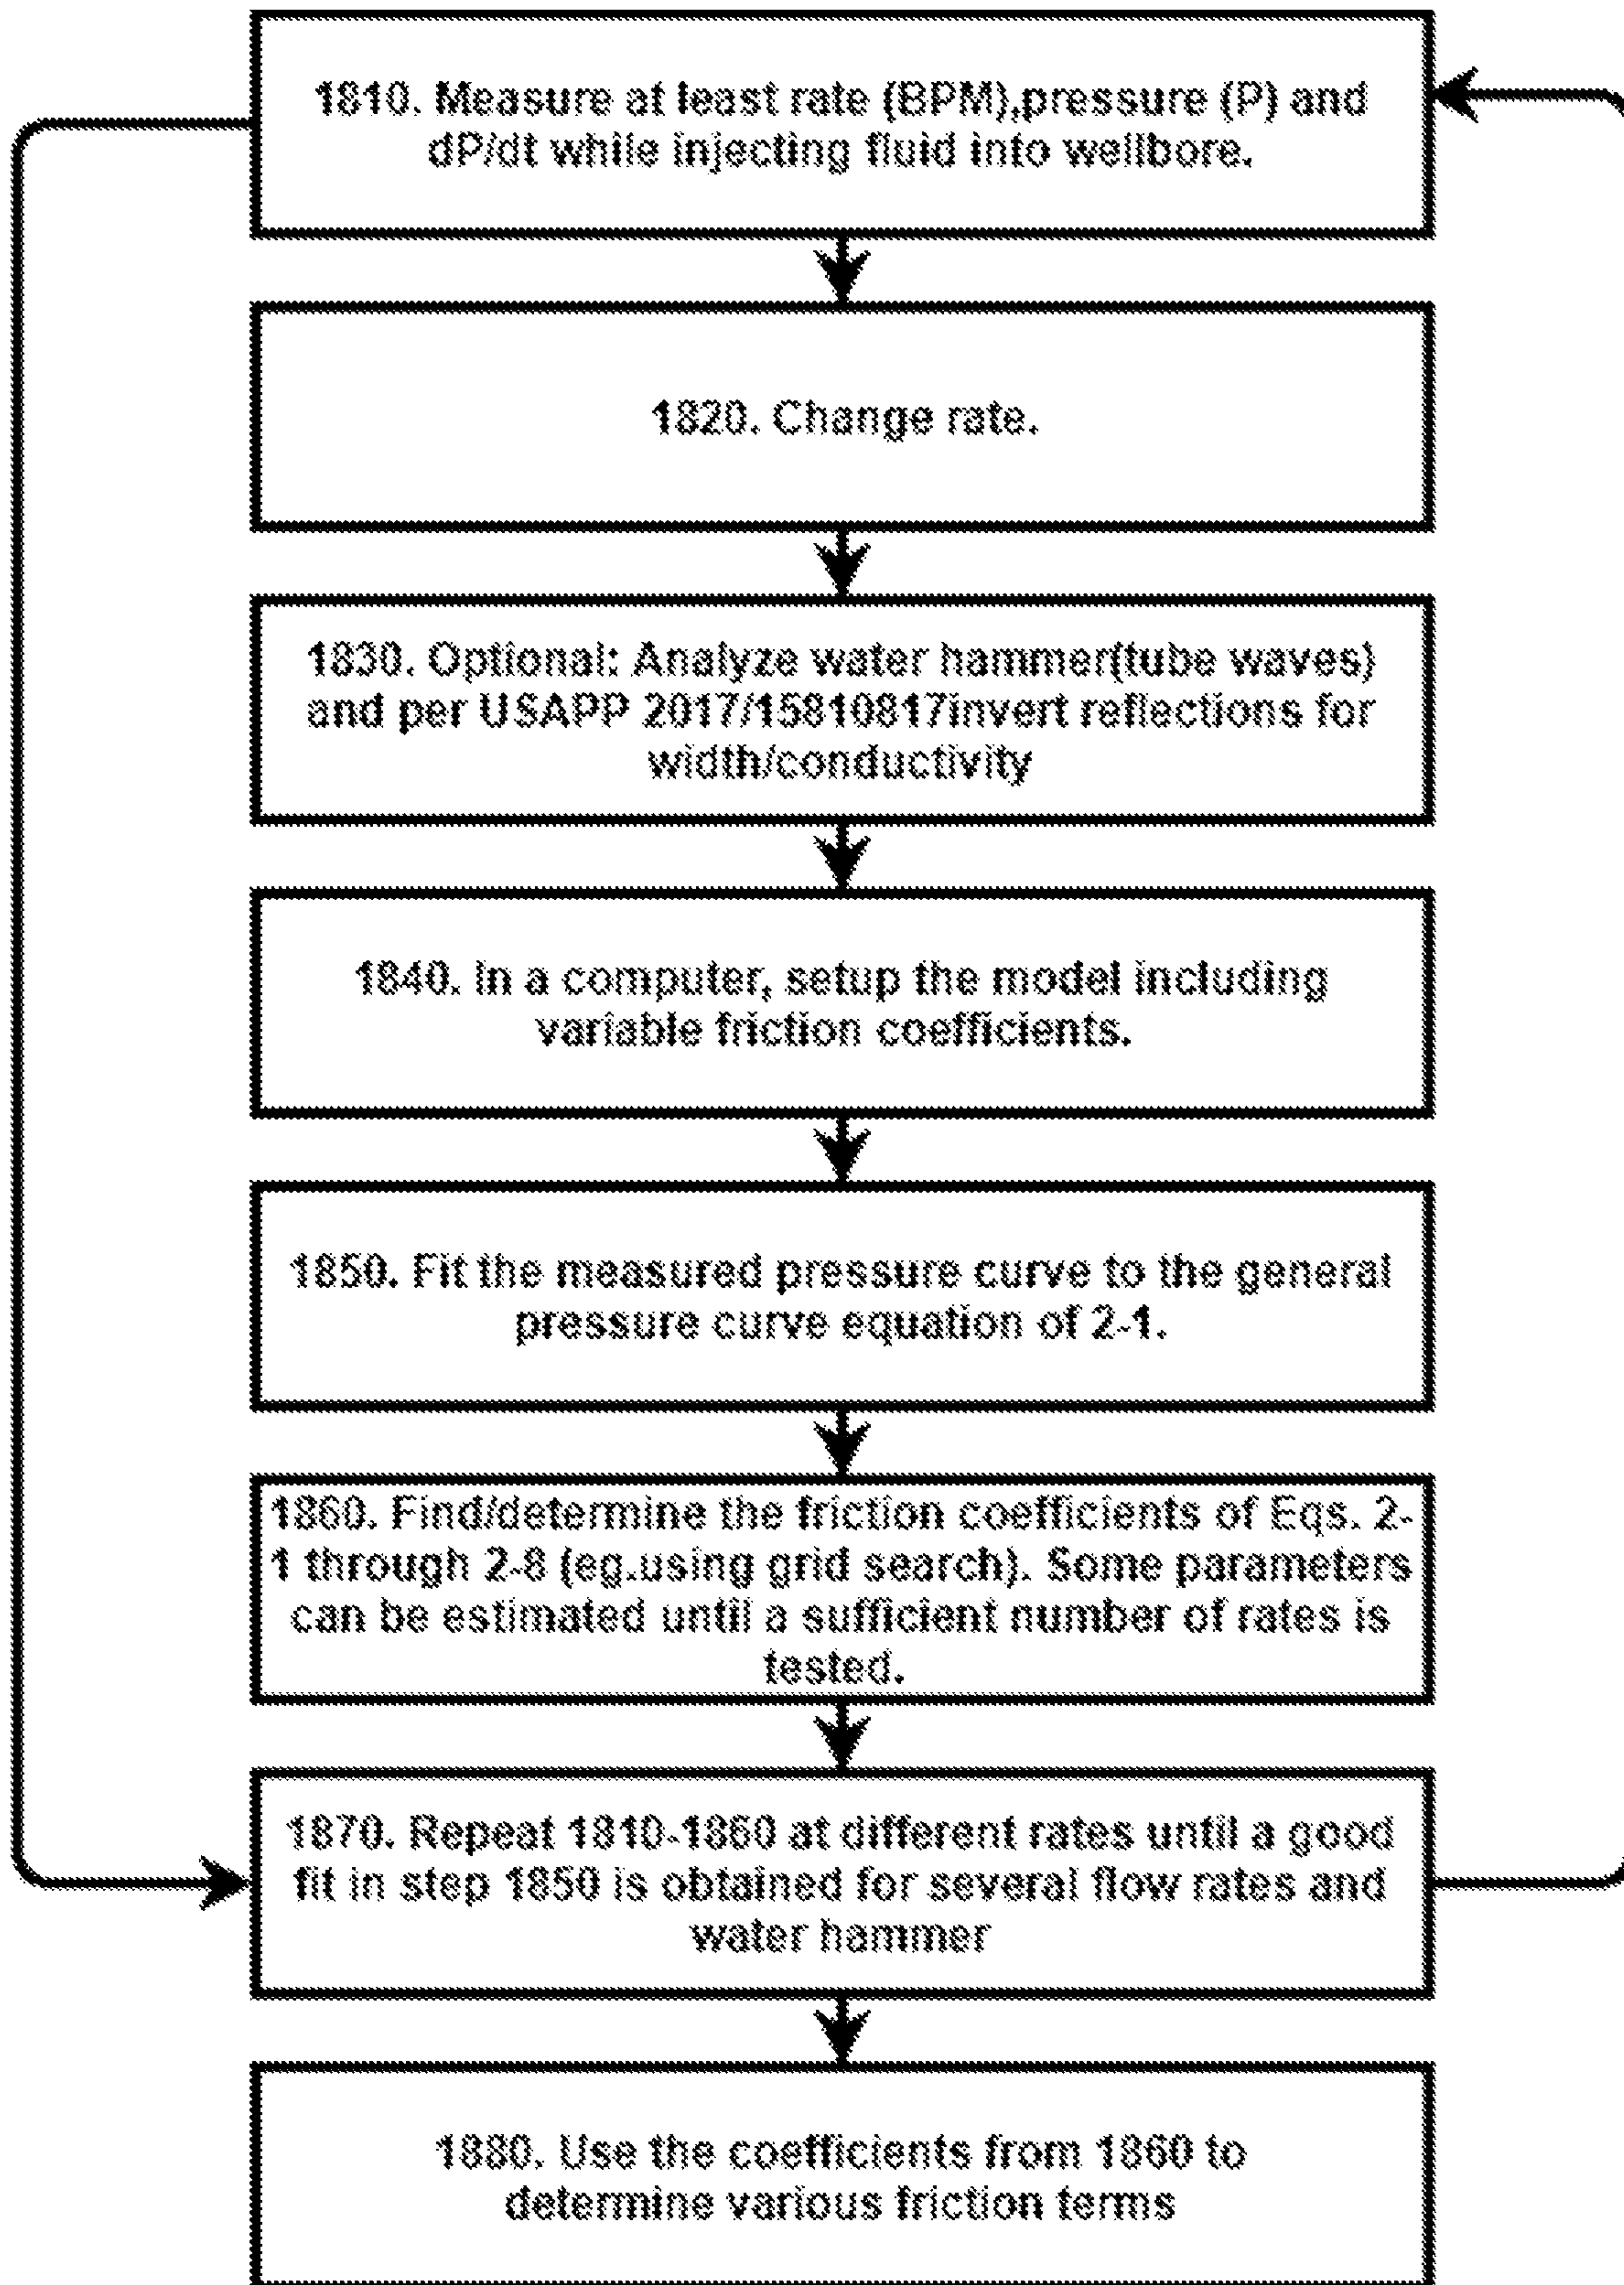 1810. Measure at least rate (BPM),pressure (P) and
dP/dt while injecting fluid into wellbore.
1820. Change rate.
1830. Optional: Analyze water hammer(tube waves)
and per USAPP 2017/15810817invert reflections for
width/conductivity
1840. In a computer, setup the model including
variable friction coefficients.
1850. Fit the measured pressure curve to the general
pressure curve equation of 2-1.
1860. Find/determine the friction coefficients of Eqs. 2-
1 through 2-8 (eg.using grid search). Some parameters
can be estimated until a sufficient number of rates is
tested.
1870. Repeat 1810-1860 at different rates until a good
fit in step 1850 is obtained for several flow rates and
water hammer
1880. Use the coefficients from 1860 to
determine various friction terms